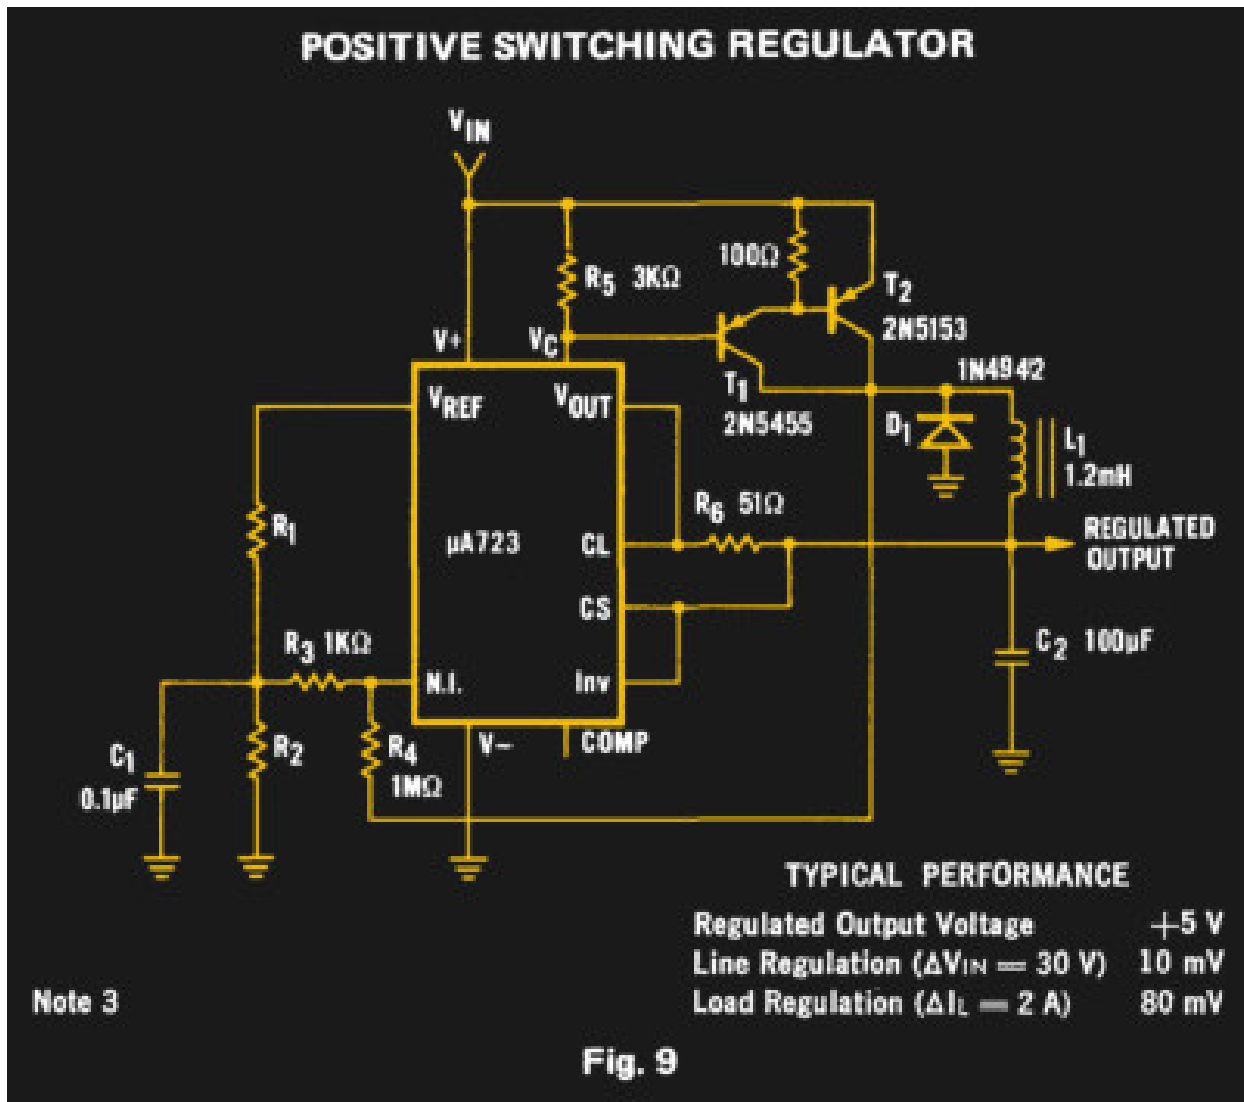 POSITIVE SWITCHING REGULATOR
VIN
100Ω
R5 3KΩ
T2
2N5153
V+
VC
1N4942
VREF
VOUT
T1
2N5455
D1
L1
1.2mH
R6 51Ω
R1
µA723
CL
REGULATED
OUTPUT
CS
R3 1KΩ
C2 100µF
N.I.
Inv
R2
R4
V-
COMP
C1
1MΩ
0.1µF
TYPICAL PERFORMANCE
Regulated Output Voltage +5 V
Line Regulation (ΔVIN = 30 V) 10 mV
Note 3
Load Regulation (ΔIL = 2 A) 80 mV
Fig. 9